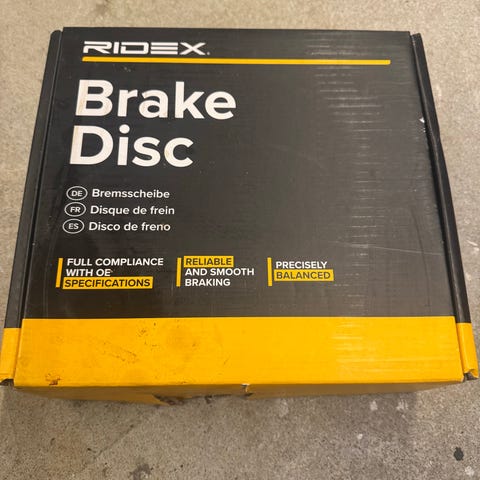 RIDEX
Brake
Disc
DE Bremsscheibe
FR Disque de frein
ES Disco de freno
FULL COMPLIANCE
WITH OE
SPECIFICATIONS
RELIABLE
AND SMOOTH
BRAKING
PRECISELY
BALANCED